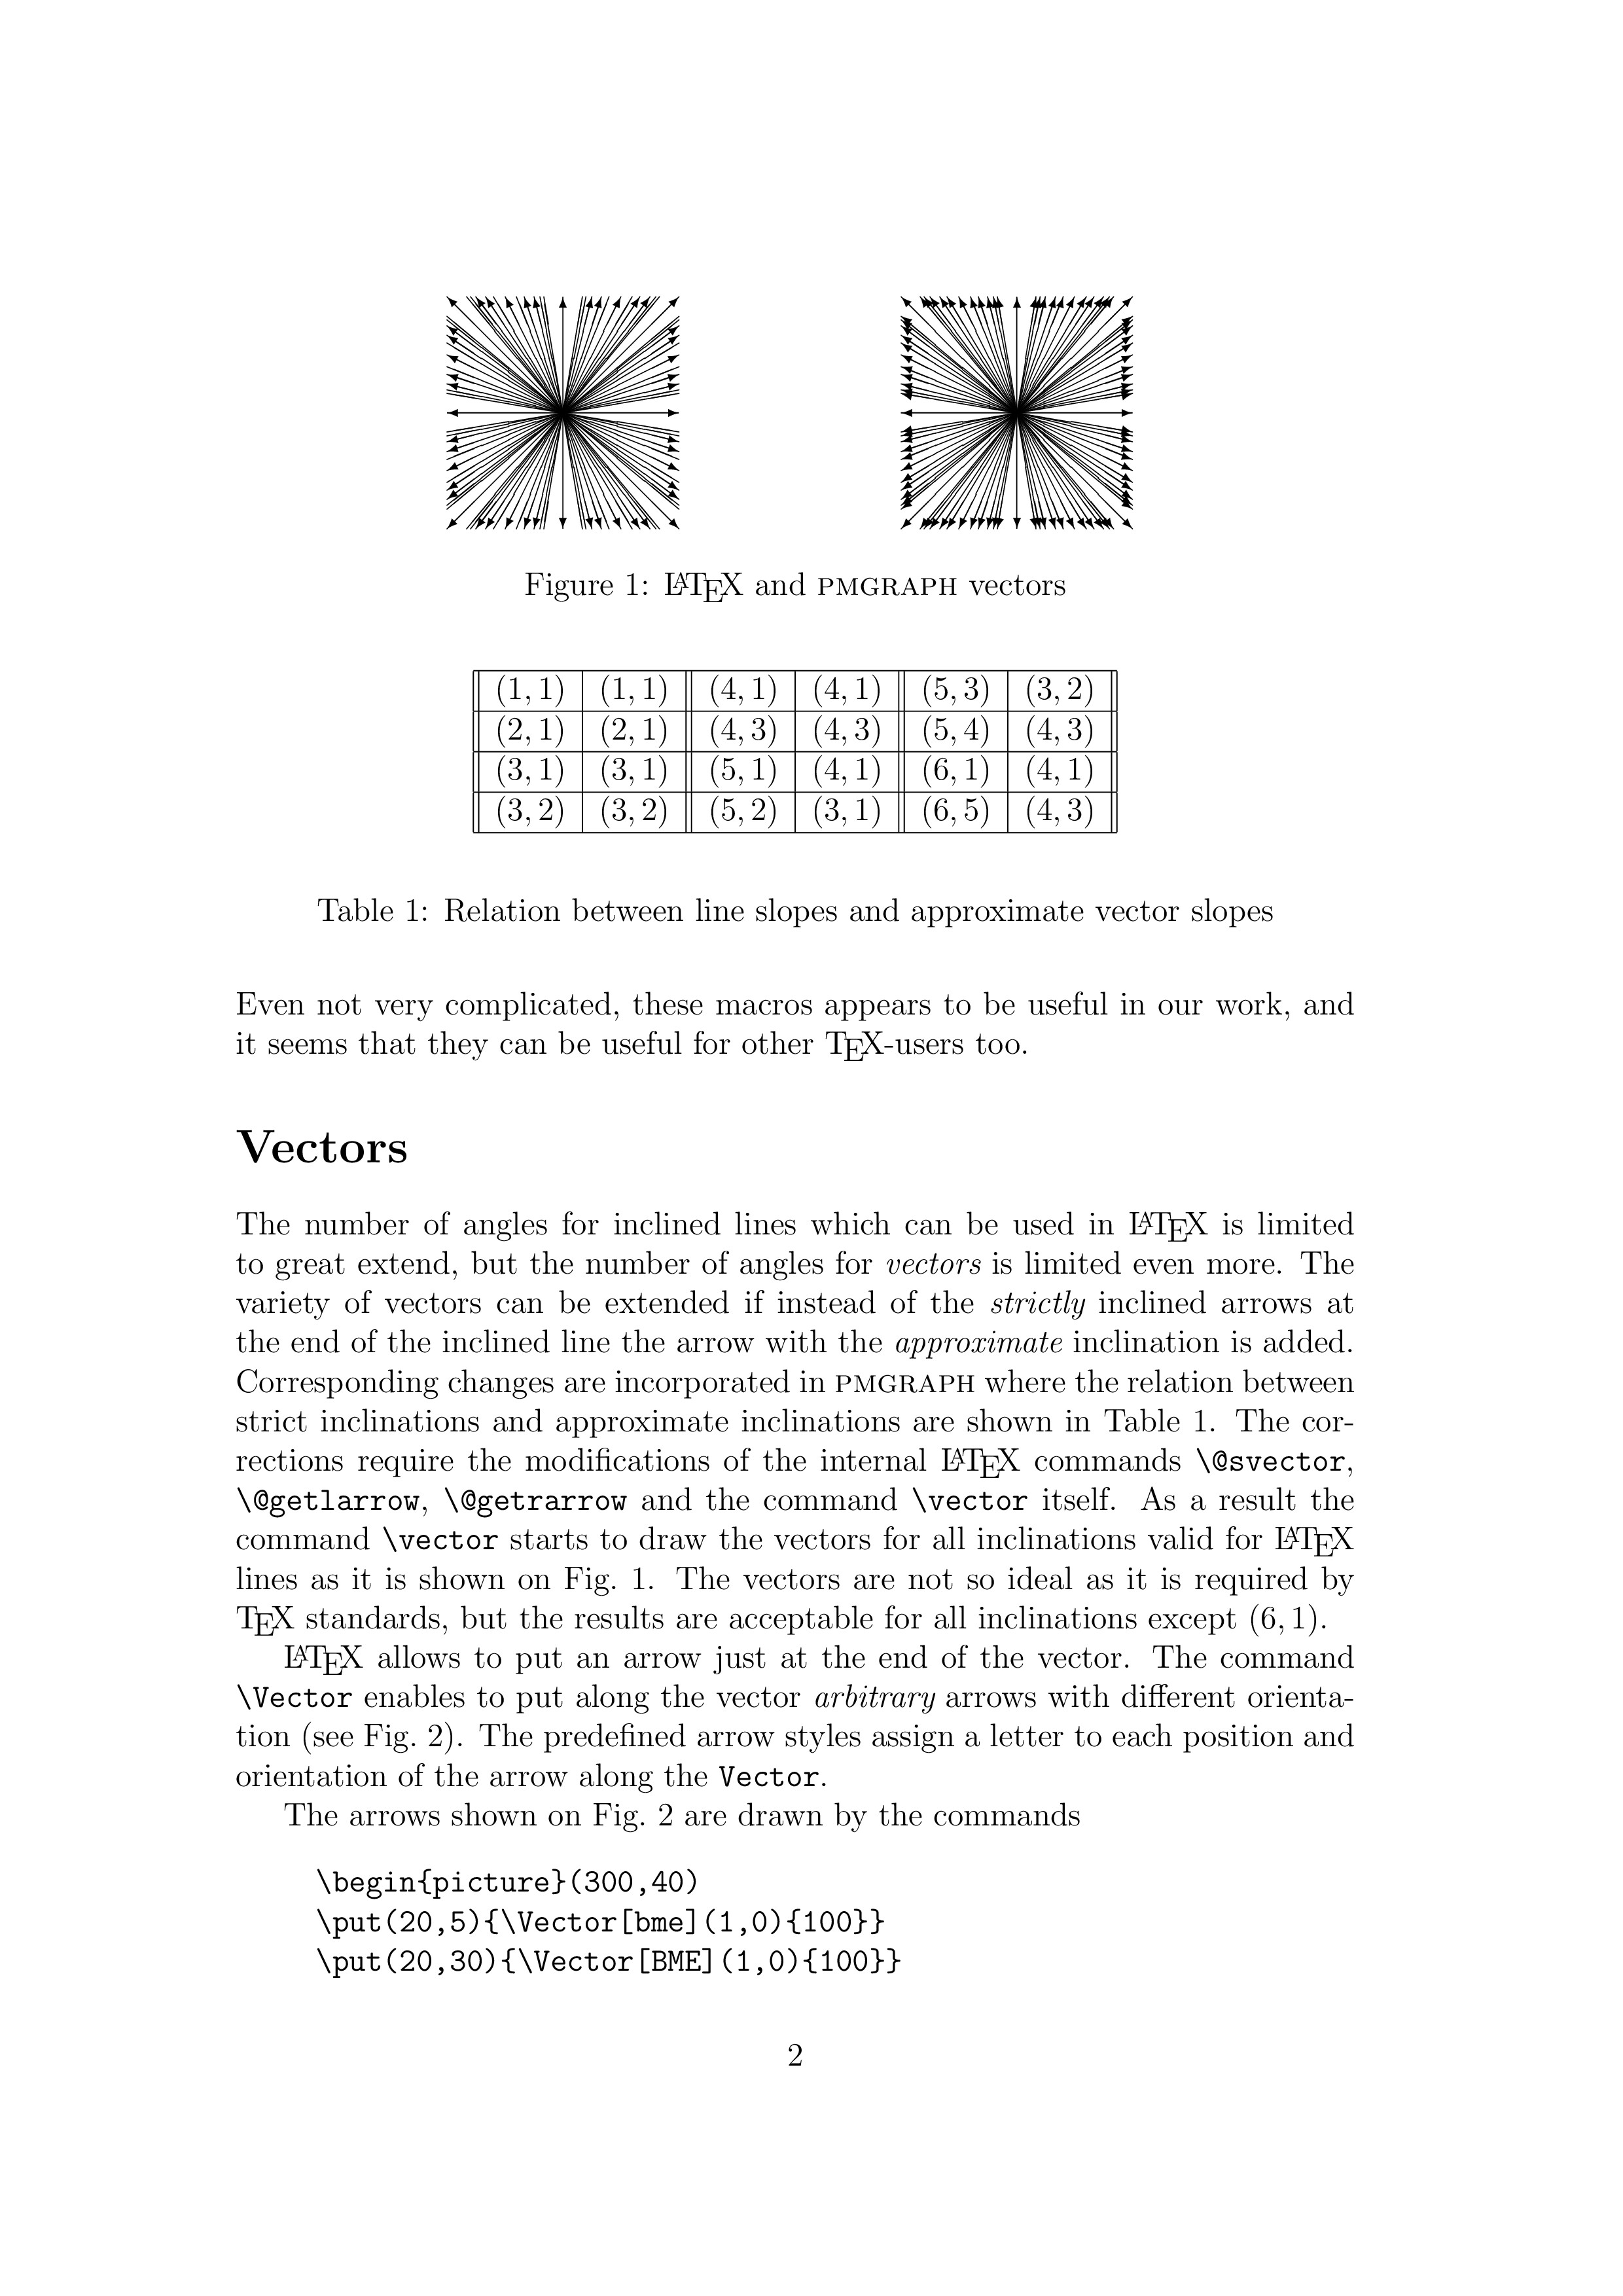 Figure 1: LATEX and PMGRAPH vectors
(1, 1) (1, 1) (4, 1) (4, 1) (5, 3) (3, 2)
(2, 1) (2, 1) (4, 3) (4, 3) (5, 4) (4, 3)
(3, 1) (3, 1) (5, 1) (4, 1) (6, 1) (4, 1)
(3, 2) (3, 2) (5, 2) (3, 1) (6, 5) (4, 3)
Table 1: Relation between line slopes and approximate vector slopes
Even not very complicated, these macros appears to be useful in our work, and
it seems that they can be useful for other TEX-users too.
Vectors
The number of angles for inclined lines which can be used in LATEX is limited
to great extend, but the number of angles for vectors is limited even more. The
variety of vectors can be extended if instead of the strictly inclined arrows at
the end of the inclined line the arrow with the approximate inclination is added.
Corresponding changes are incorporated in PMGRAPH where the relation between
strict inclinations and approximate inclinations are shown in Table 1. The cor-
rections require the modifications of the internal LATEX commands \@svector,
\@getlarrow, \@getrarrow and the command \vector itself. As a result the
command \vector starts to draw the vectors for all inclinations valid for LATEX
lines as it is shown on Fig. 1. The vectors are not so ideal as it is required by
TEX standards, but the results are acceptable for all inclinations except (6, 1).
LATEX allows to put an arrow just at the end of the vector. The command
\Vector enables to put along the vector arbitrary arrows with different orienta-
tion (see Fig. 2). The predefined arrow styles assign a letter to each position and
orientation of the arrow along the Vector.
The arrows shown on Fig. 2 are drawn by the commands
\begin{picture}(300,40)
\put(20,5){\Vector[bme](1,0){100}}
\put(20,30){\Vector[BME](1,0){100}}
2